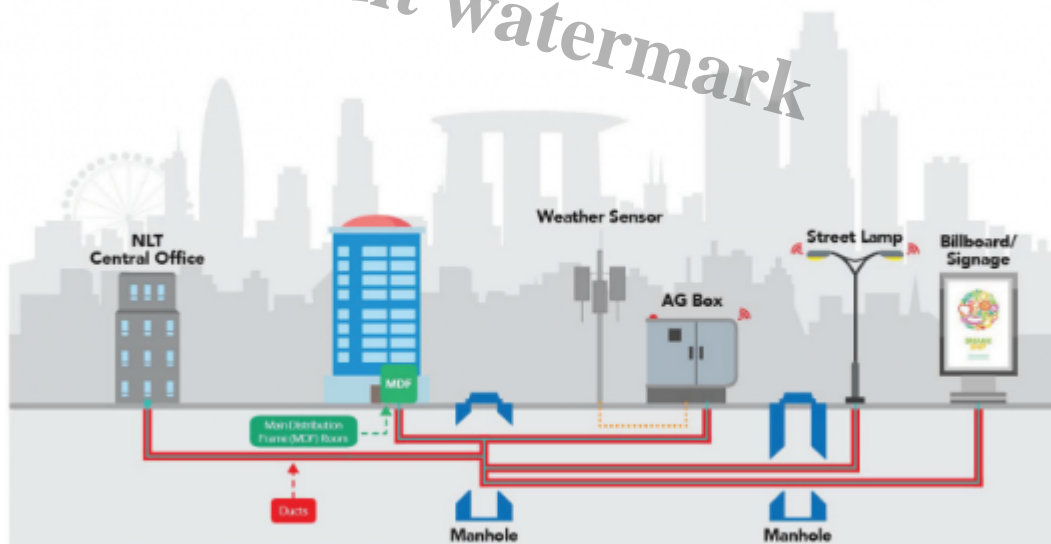 watermark
Weather Sensor
NLT
Central Office
Street Lamp
Billboard/
Signage
AG Box
MDF
Main Distribution
Frame (MDF) Room
Ducts
Manhole
Manhole